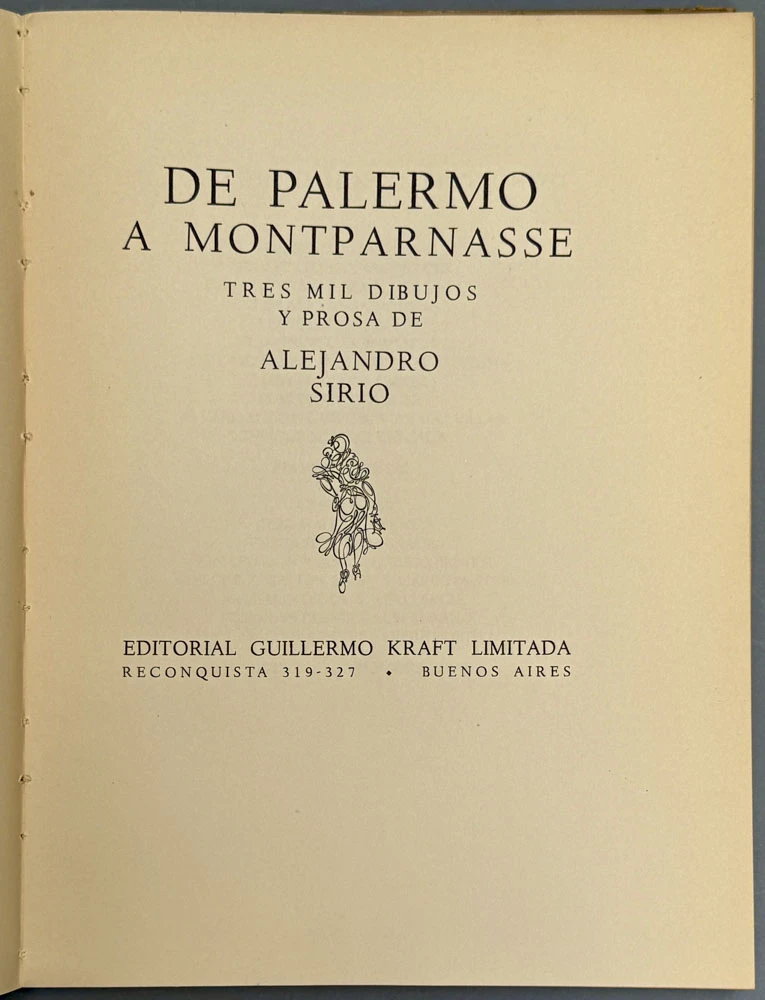 DE PALERMO
A MONTPARNASSE
TRES MIL DIBUJOS
Y PROSA DE
ALEJANDRO
SIRIO
EDITORIAL GUILLERMO KRAFT LIMITADA
RECONQUISTA 319-327 • BUENOS AIRES